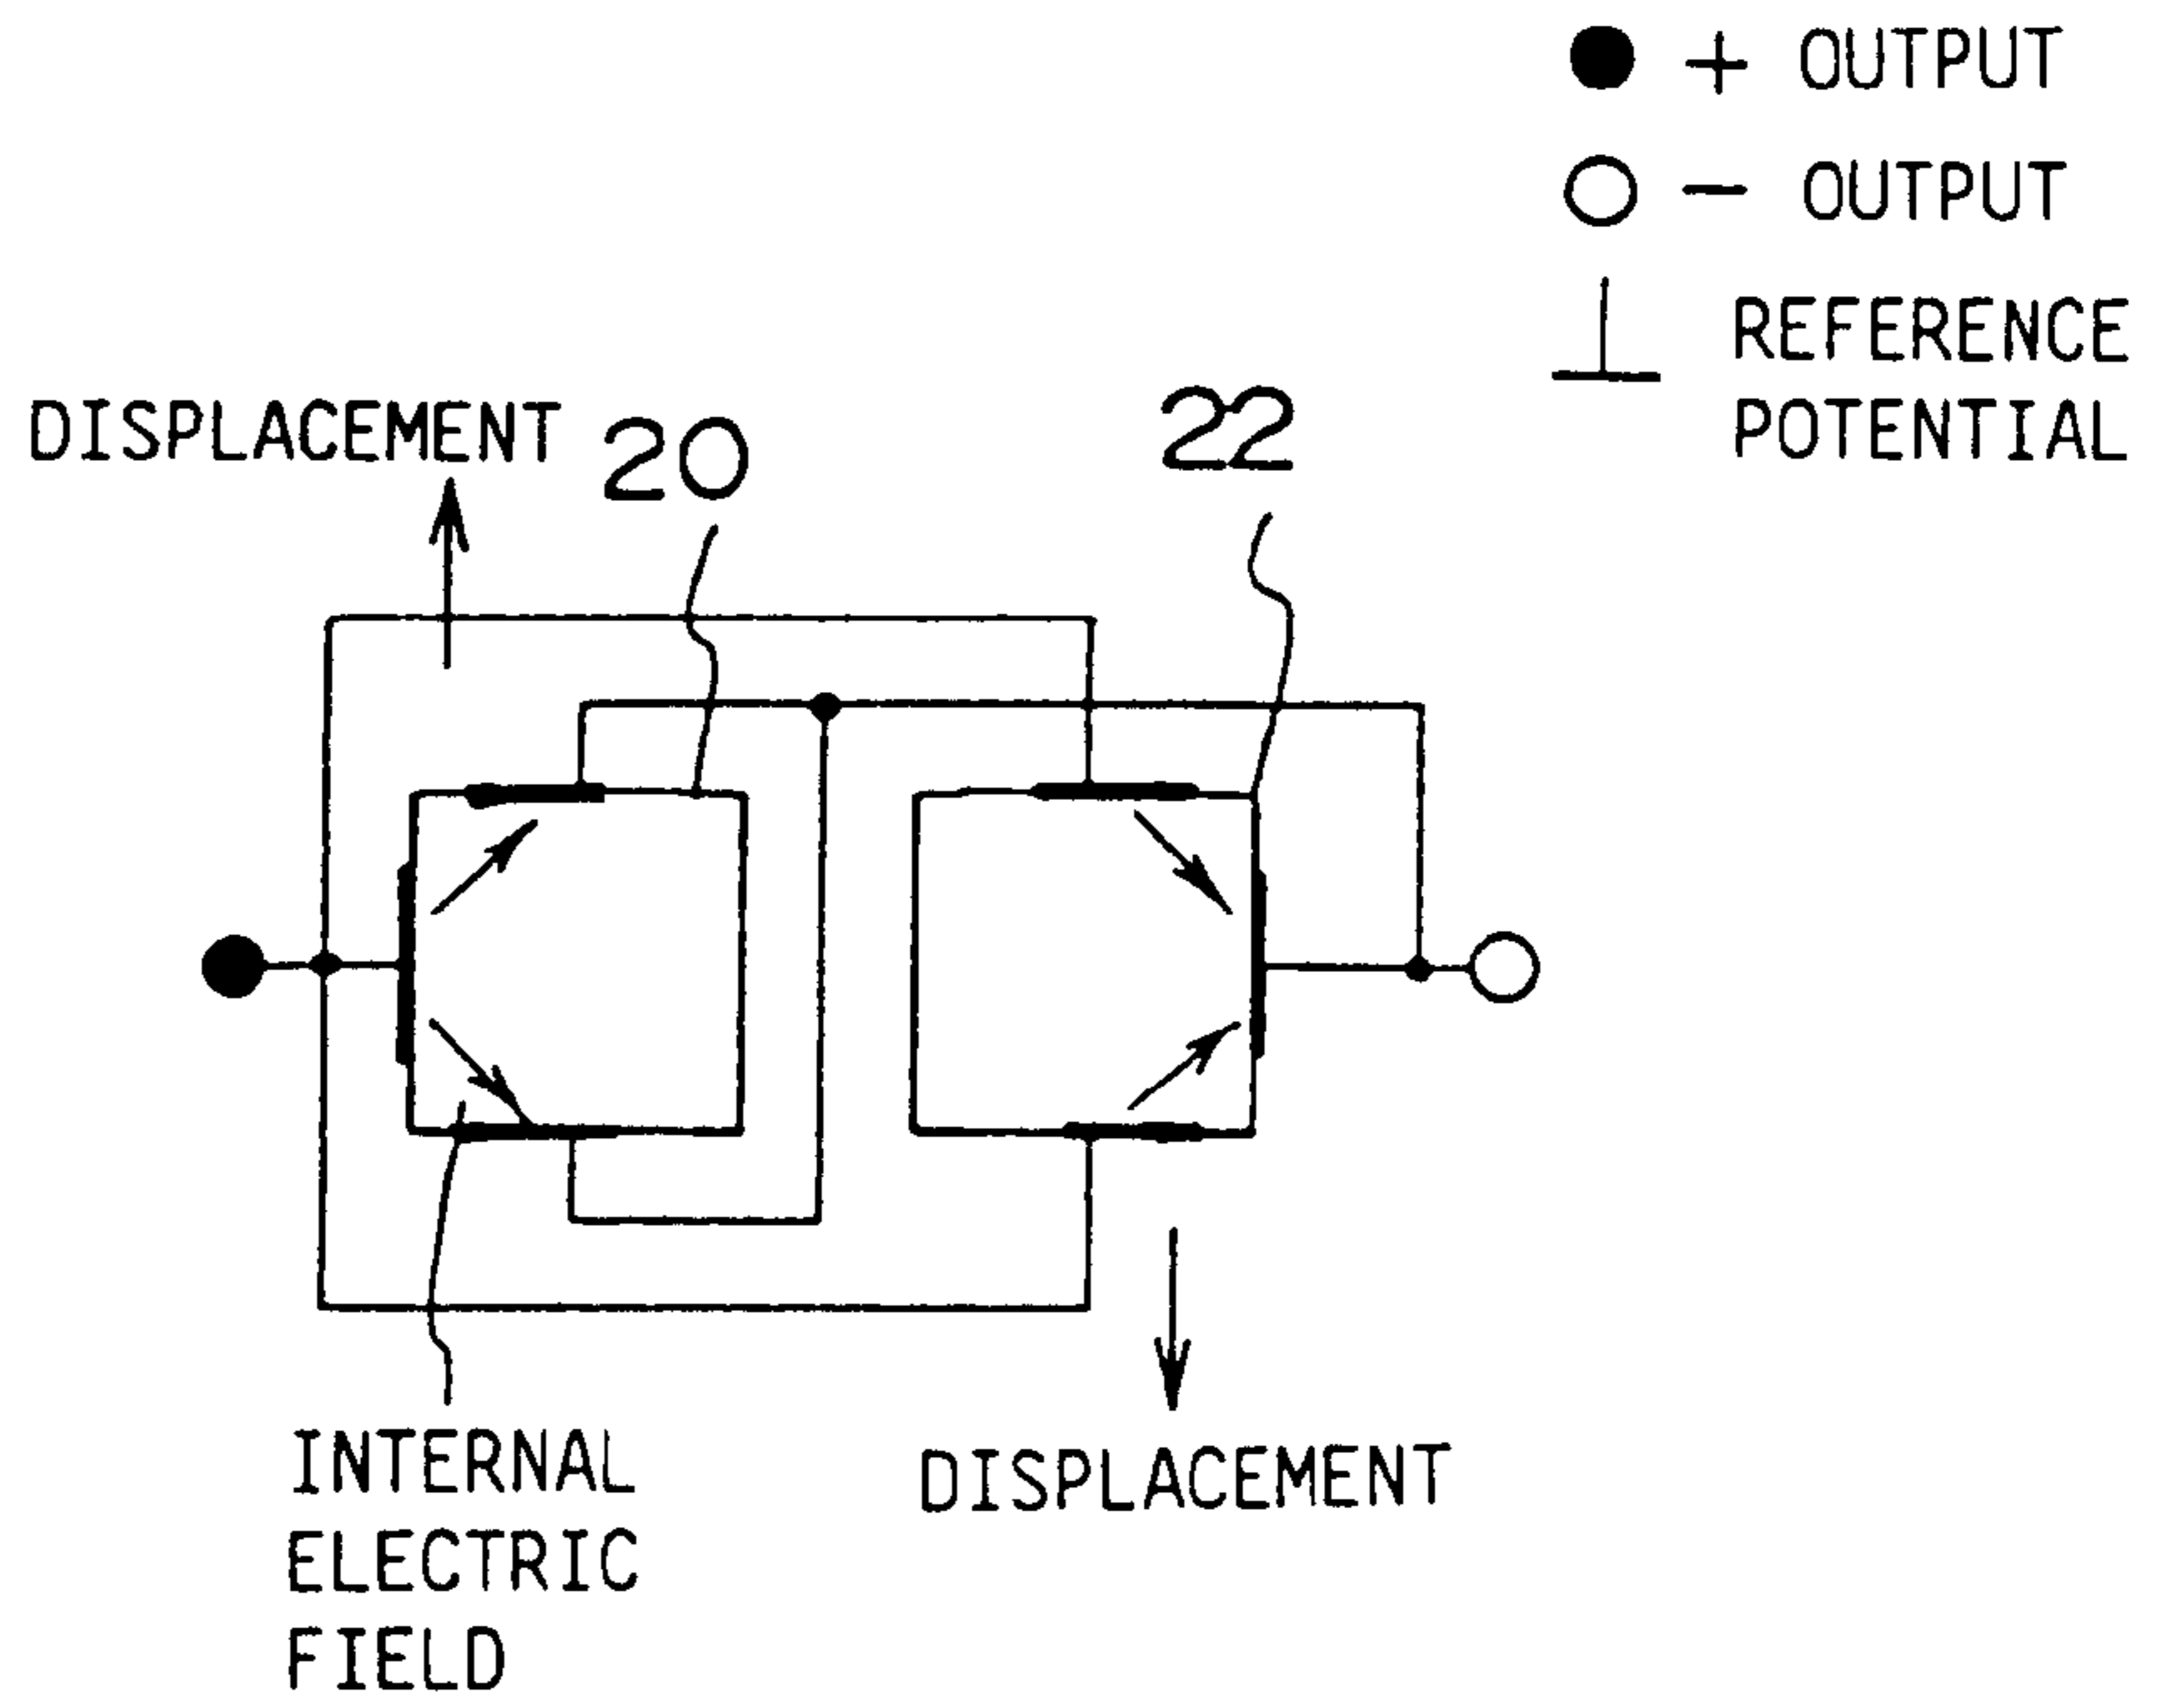 + OUTPUT
− OUTPUT
REFERENCE
POTENTIAL
DISPLACEMENT
20
22
INTERNAL
ELECTRIC
FIELD
DISPLACEMENT